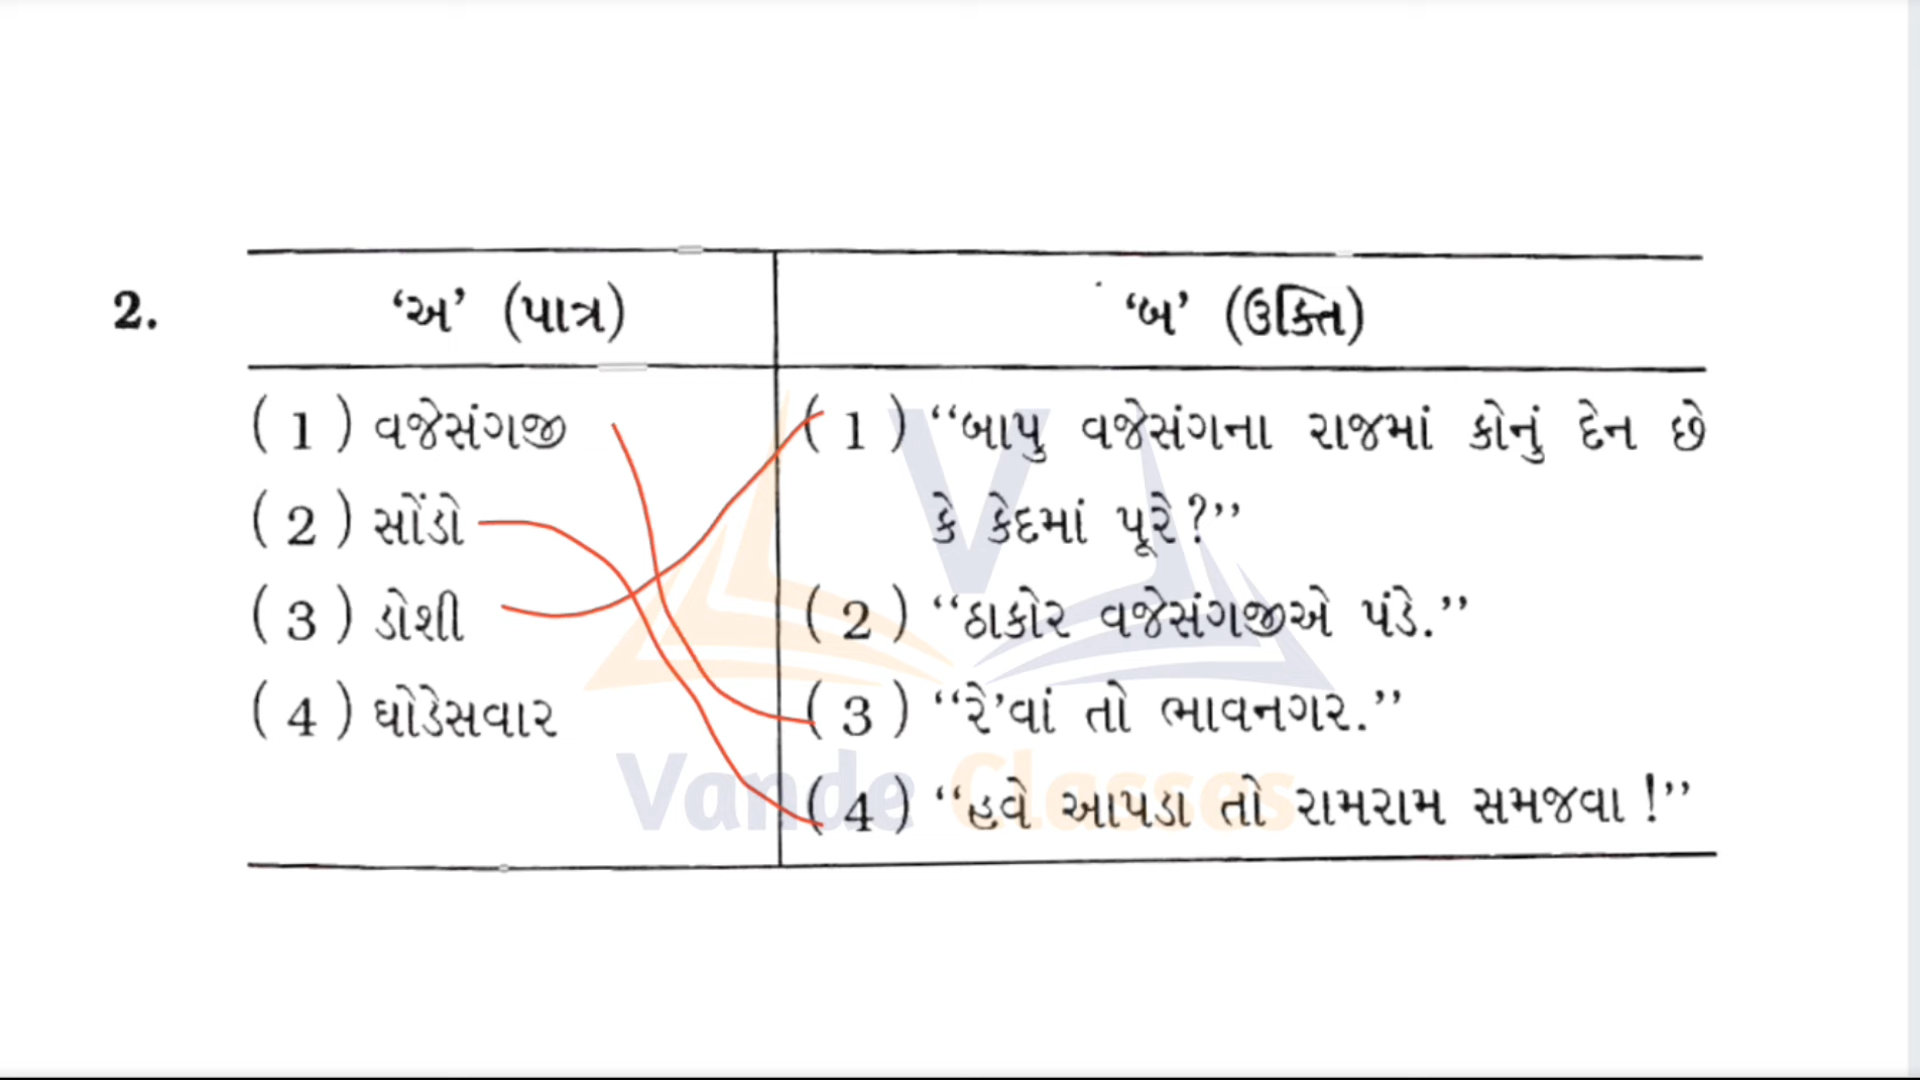 2. ‘અ’ (પાત્ર) ‘બ’ (ઉક્તિ)
( 1 ) વજેસંગજી ( 1 ) “બાપુ વજેસંગના રાજમાં કોનું દેન છે
( 2 ) સોંડો કે કેદમાં પૂરે?”
( 3 ) ડોશી ( 2 ) “ઠાકોર વજેસંગજીએ પંડે.”
( 4 ) ઘોડેસવાર ( 3 ) “રે’વાં તો ભાવનગર.”
( 4 ) “હવે આપડા તો રામરામ સમજવા !”
V
Vande Classes